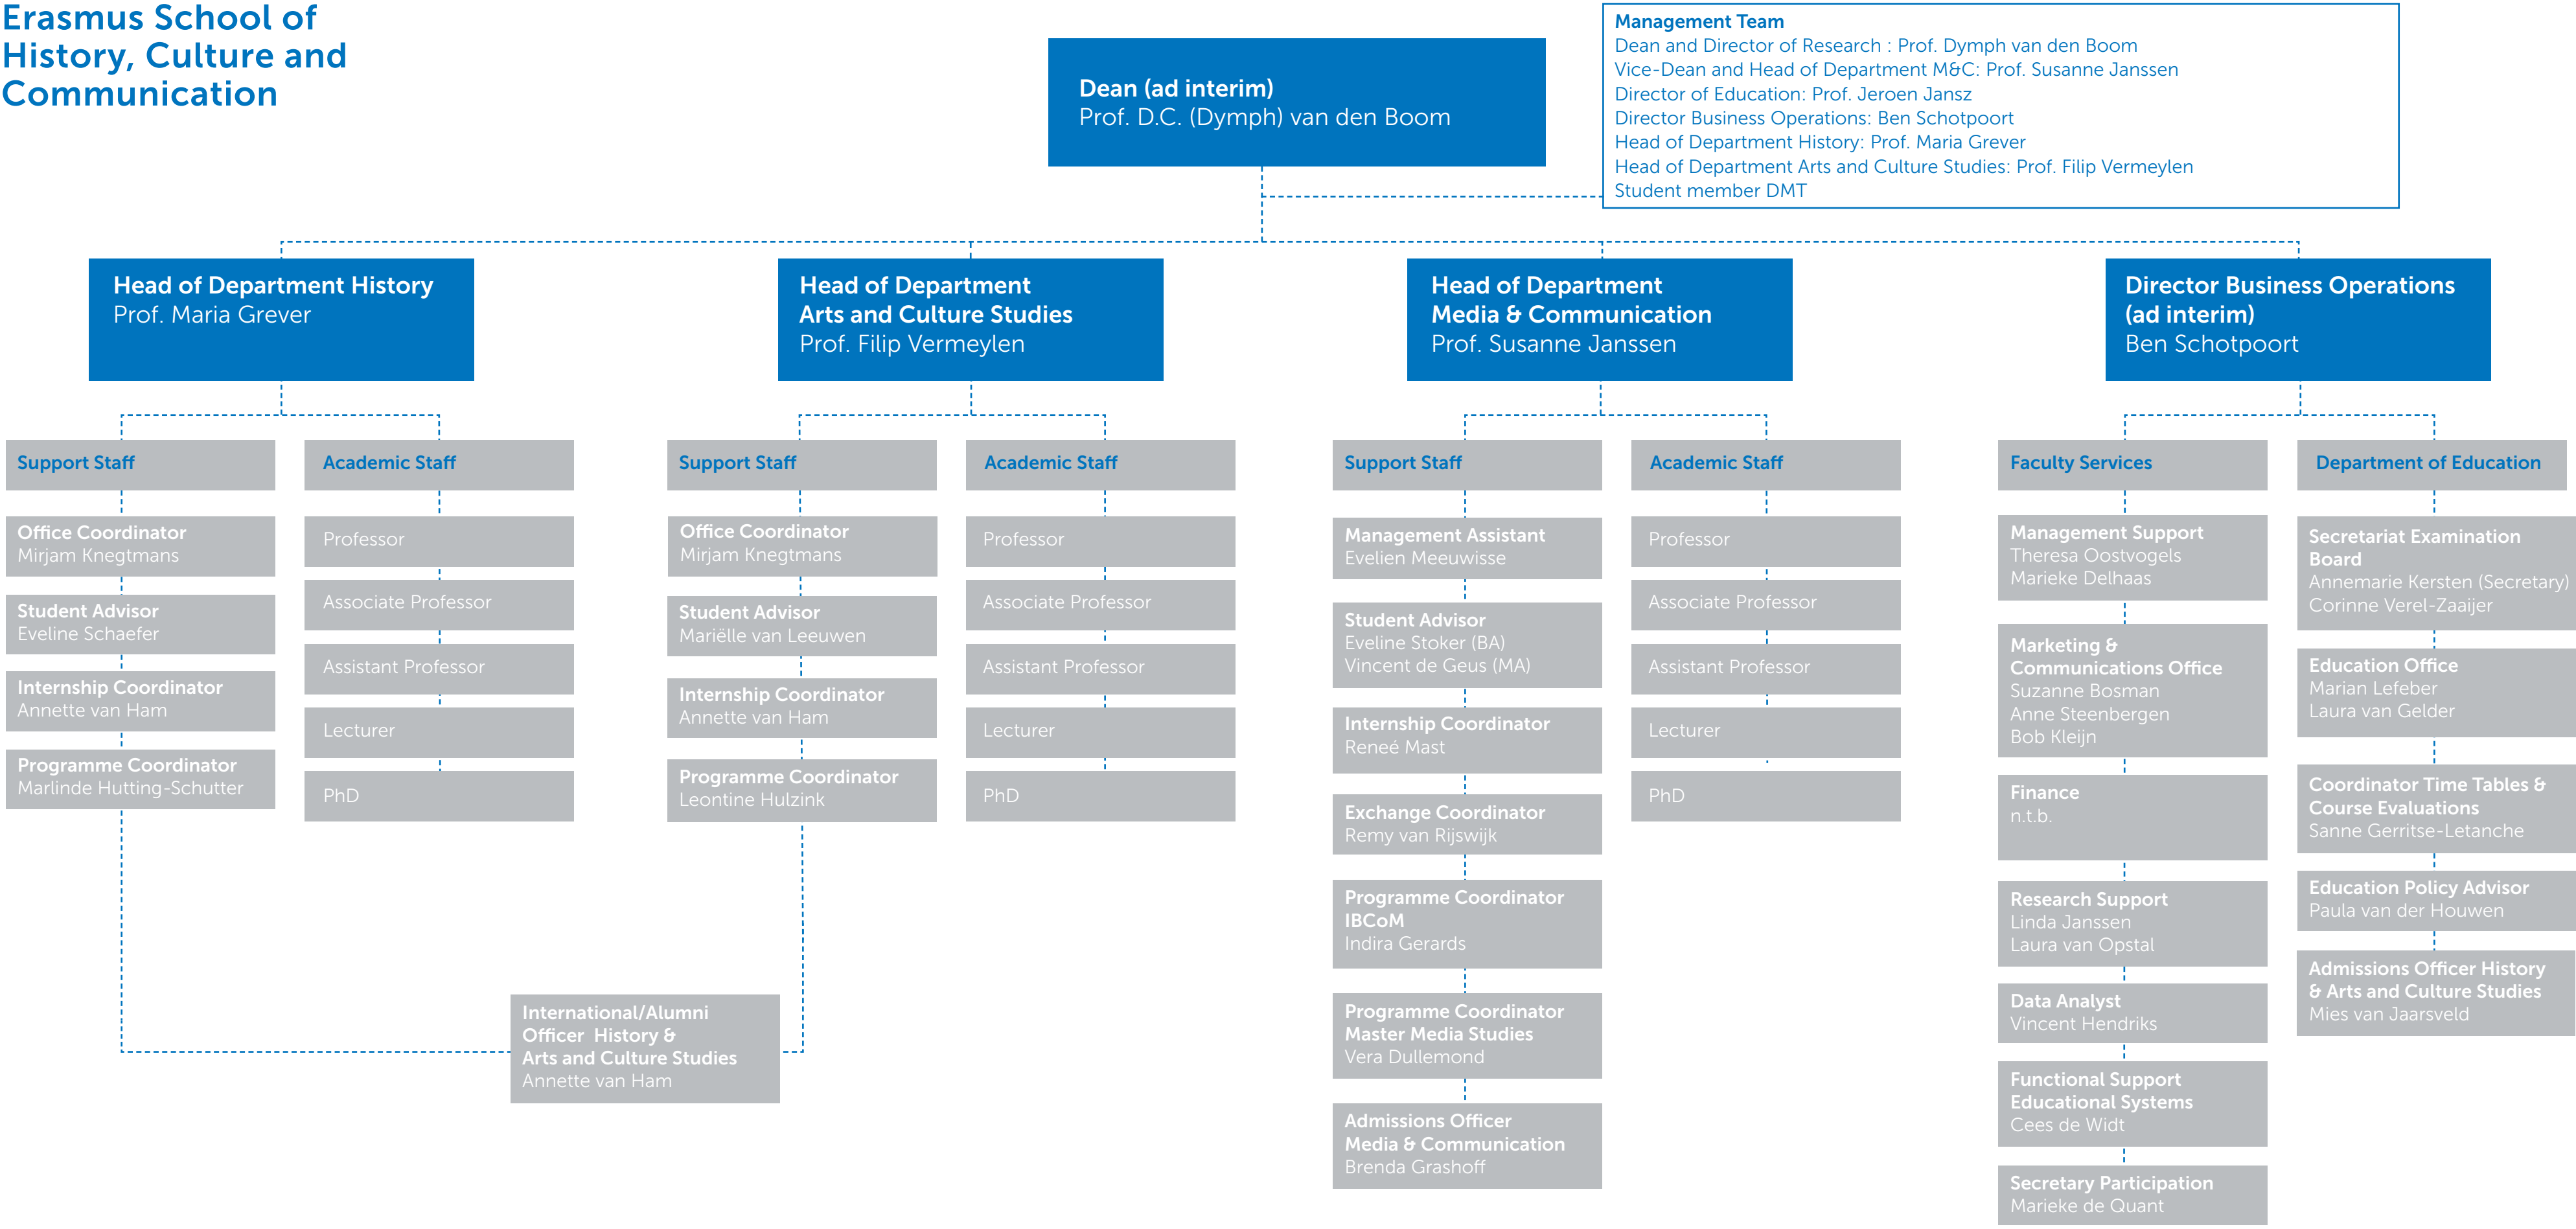 Erasmus School of
History, Culture and
Communication
Dean (ad interim)
Prof. D.C. (Dymph) van den Boom
Management Team
Dean and Director of Research : Prof. Dymph van den Boom
Vice-Dean and Head of Department M&C: Prof. Susanne Janssen
Director of Education: Prof. Jeroen Jansz
Director Business Operations: Ben Schotpoort
Head of Department History: Prof. Maria Grever
Head of Department Arts and Culture Studies: Prof. Filip Vermeylen
Student member DMT
Head of Department History
Prof. Maria Grever
Head of Department
Arts and Culture Studies
Prof. Filip Vermeylen
Head of Department
Media & Communication
Prof. Susanne Janssen
Director Business Operations
(ad interim)
Ben Schotpoort
Support Staff
Office Coordinator
Mirjam Knegtmans
Student Advisor
Eveline Schaefer
Internship Coordinator
Annette van Ham
Programme Coordinator
Marlinde Hutting-Schutter
Academic Staff
Professor
Associate Professor
Assistant Professor
Lecturer
PhD
Support Staff
Office Coordinator
Mirjam Knegtmans
Student Advisor
Mariëlle van Leeuwen
Internship Coordinator
Annette van Ham
Programme Coordinator
Leontine Hulzink
Academic Staff
Professor
Associate Professor
Assistant Professor
Lecturer
PhD
International/Alumni
Officer History &
Arts and Culture Studies
Annette van Ham
Support Staff
Management Assistant
Evelien Meeuwisse
Student Advisor
Eveline Stoker (BA)
Vincent de Geus (MA)
Internship Coordinator
Reneé Mast
Exchange Coordinator
Remy van Rijswijk
Programme Coordinator
IBCoM
Indira Gerards
Programme Coordinator
Master Media Studies
Vera Dullemond
Admissions Officer
Media & Communication
Brenda Grashoff
Academic Staff
Professor
Associate Professor
Assistant Professor
Lecturer
PhD
Faculty Services
Management Support
Theresa Oostvogels
Marieke Delhaas
Marketing &
Communications Office
Suzanne Bosman
Anne Steenbergen
Bob Kleijn
Finance
n.t.b.
Research Support
Linda Janssen
Laura van Opstal
Data Analyst
Vincent Hendriks
Functional Support
Educational Systems
Cees de Widt
Secretary Participation
Marieke de Quant
Department of Education
Secretariat Examination
Board
Annemarie Kersten (Secretary)
Corinne Verel-Zaaijer
Education Office
Marian Lefeber
Laura van Gelder
Coordinator Time Tables &
Course Evaluations
Sanne Gerritse-Letanche
Education Policy Advisor
Paula van der Houwen
Admissions Officer History
& Arts and Culture Studies
Mies van Jaarsveld